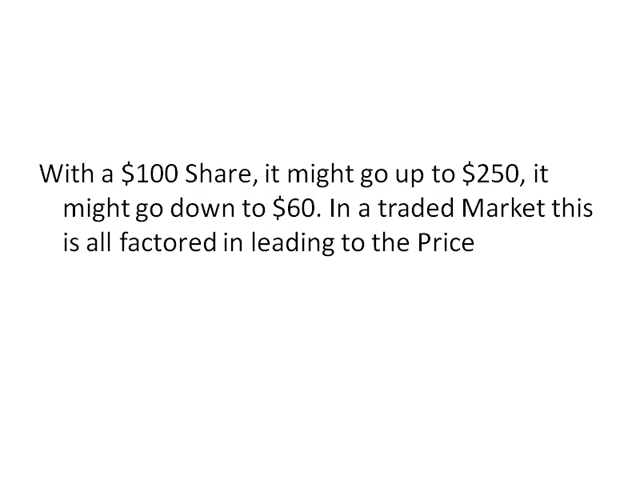 With a $100 Share, it might go up to $250, it
might go down to $60. In a traded Market this
is all factored in leading to the Price